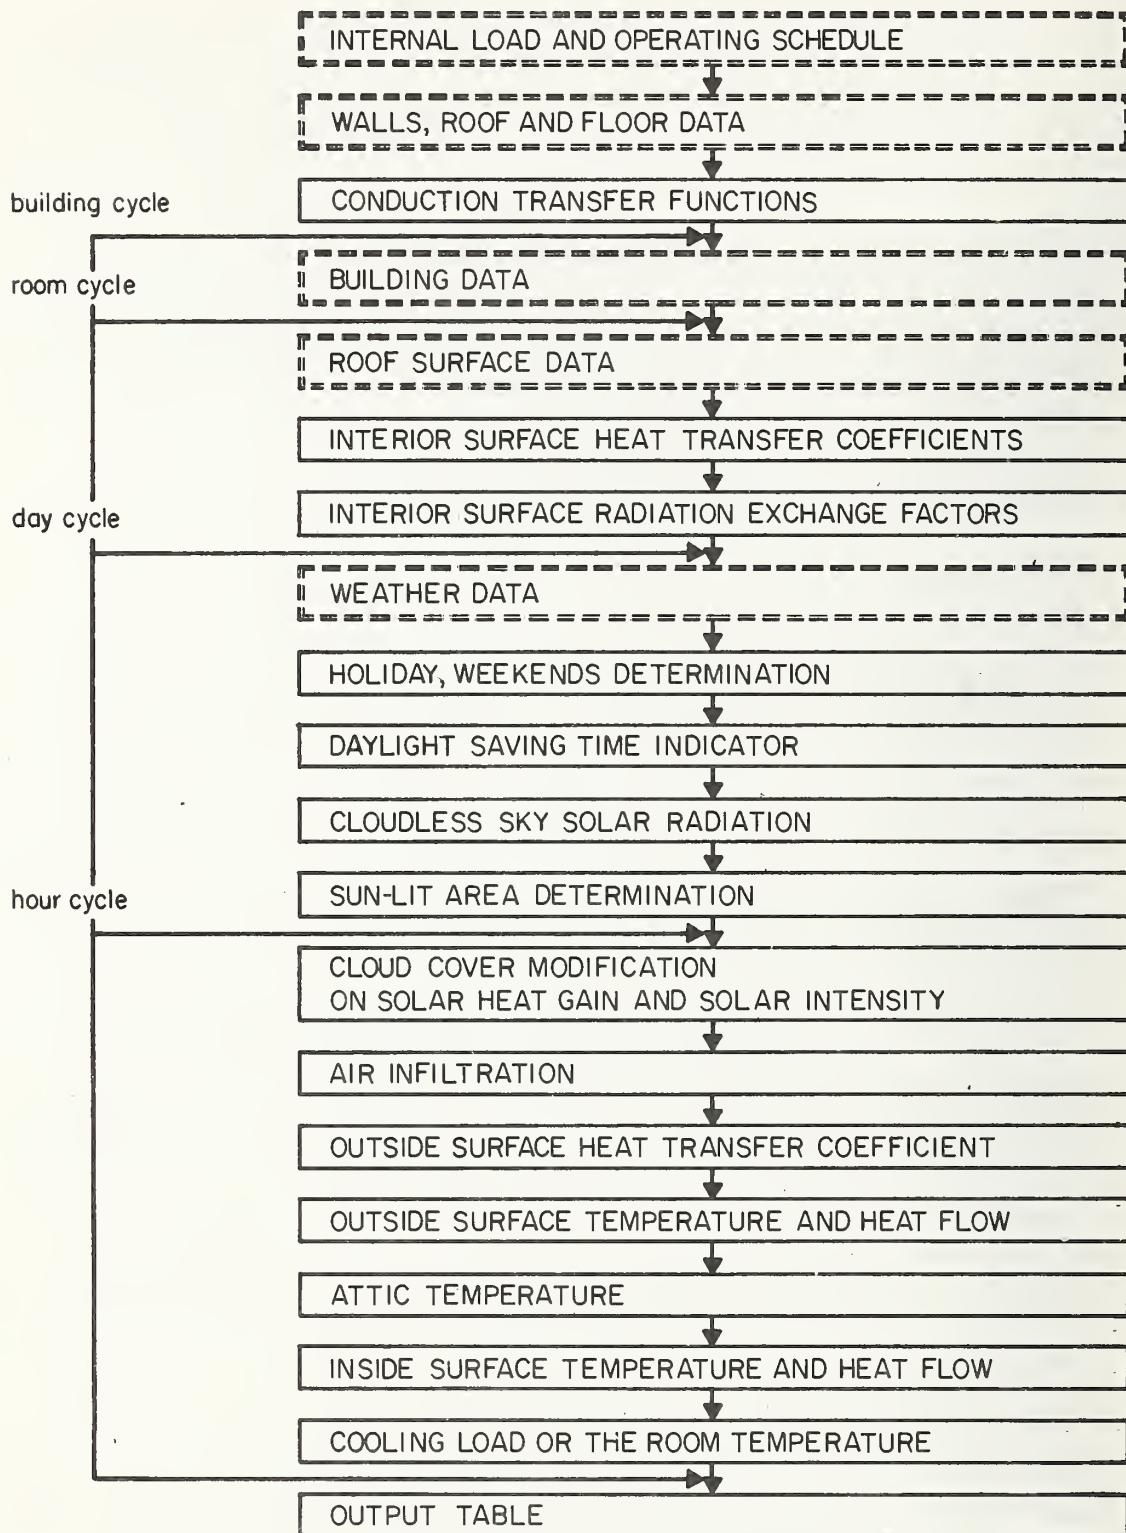 INTERNAL LOAD AND OPERATING SCHEDULE
WALLS, ROOF AND FLOOR DATA
building cycle
CONDUCTION TRANSFER FUNCTIONS
room cycle
BUILDING DATA
ROOF SURFACE DATA
INTERIOR SURFACE HEAT TRANSFER COEFFICIENTS
day cycle
INTERIOR SURFACE RADIATION EXCHANGE FACTORS
WEATHER DATA
HOLIDAY, WEEKENDS DETERMINATION
DAYLIGHT SAVING TIME INDICATOR
CLOUDLESS SKY SOLAR RADIATION
hour cycle
SUN-LIT AREA DETERMINATION
CLOUD COVER MODIFICATION
ON SOLAR HEAT GAIN AND SOLAR INTENSITY
AIR INFILTRATION
OUTSIDE SURFACE HEAT TRANSFER COEFFICIENT
OUTSIDE SURFACE TEMPERATURE AND HEAT FLOW
ATTIC TEMPERATURE
INSIDE SURFACE TEMPERATURE AND HEAT FLOW
COOLING LOAD OR THE ROOM TEMPERATURE
OUTPUT TABLE